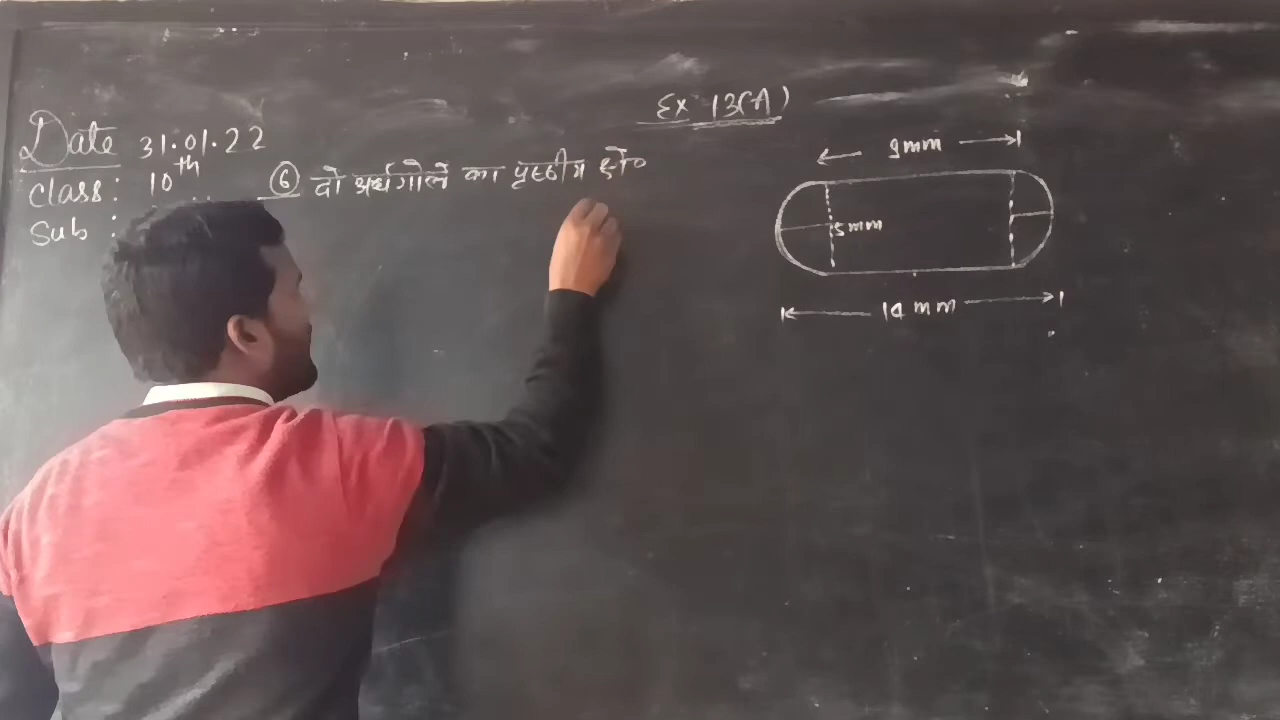 Ex 13(A)
Date 31.01.22
Class: 10th
Sub :
⑥ दो अर्धगोले का पृष्ठीय क्षे०
9mm
5mm
14 mm